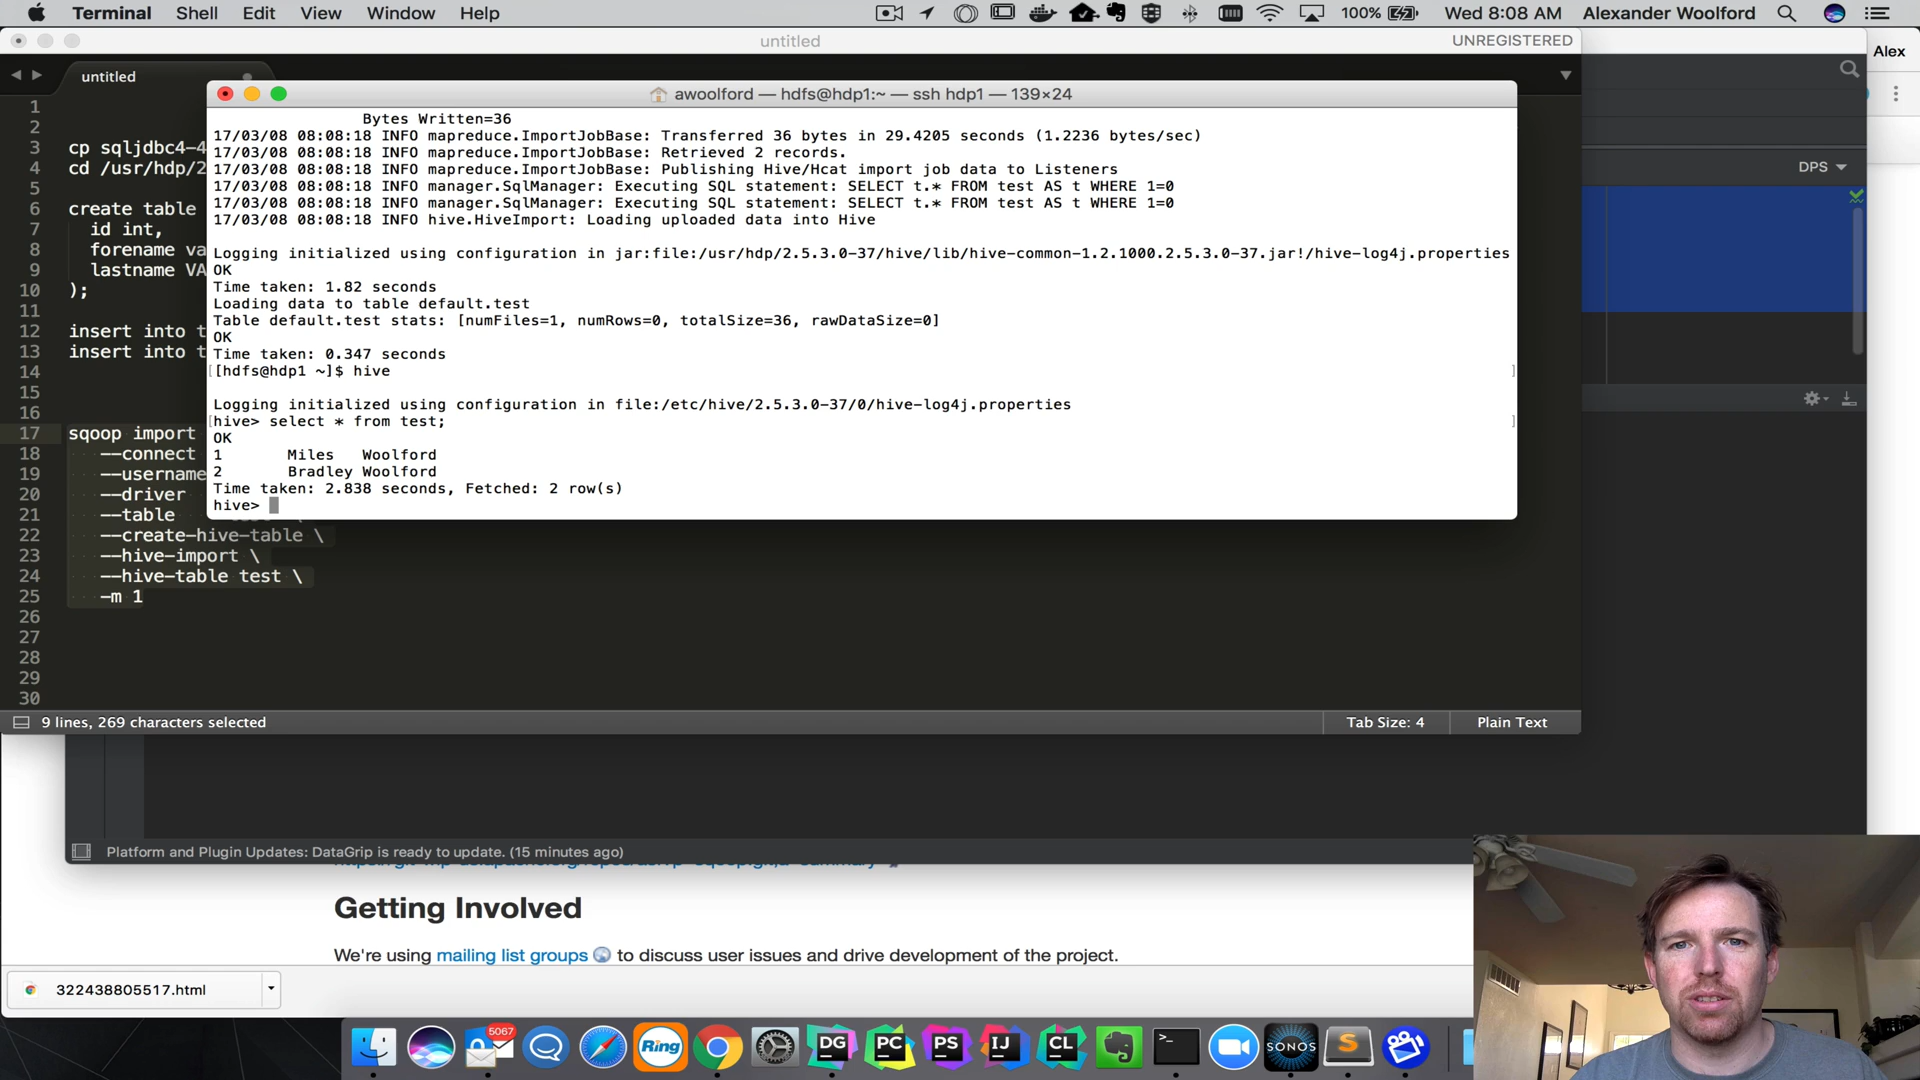 Terminal Shell Edit View Window Help
100% Wed 8:08 AM Alexander Woolford
untitled UNREGISTERED
Alex
untitled
awoolford — hdfs@hdp1:~ — ssh hdp1 — 139×24
1
2
3 cp sqljdbc4-4
4 cd /usr/hdp/2
5
6 create table
7 id int,
8 forename va
9 lastname VA
10 );
11
12 insert into t
13 insert into t
14
15
16
17 sqoop import
18 --connect
19 --username
20 --driver
21 --table
22 --create-hive-table \
23 --hive-import \
24 --hive-table test \
25 -m 1
26
27
28
29
30
Bytes Written=36
17/03/08 08:08:18 INFO mapreduce.ImportJobBase: Transferred 36 bytes in 29.4205 seconds (1.2236 bytes/sec)
17/03/08 08:08:18 INFO mapreduce.ImportJobBase: Retrieved 2 records.
17/03/08 08:08:18 INFO mapreduce.ImportJobBase: Publishing Hive/Hcat import job data to Listeners
17/03/08 08:08:18 INFO manager.SqlManager: Executing SQL statement: SELECT t.* FROM test AS t WHERE 1=0
17/03/08 08:08:18 INFO manager.SqlManager: Executing SQL statement: SELECT t.* FROM test AS t WHERE 1=0
17/03/08 08:08:18 INFO hive.HiveImport: Loading uploaded data into Hive
Logging initialized using configuration in jar:file:/usr/hdp/2.5.3.0-37/hive/lib/hive-common-1.2.1000.2.5.3.0-37.jar!/hive-log4j.properties
OK
Time taken: 1.82 seconds
Loading data to table default.test
Table default.test stats: [numFiles=1, numRows=0, totalSize=36, rawDataSize=0]
OK
Time taken: 0.347 seconds
[[hdfs@hdp1 ~]$ hive ]
Logging initialized using configuration in file:/etc/hive/2.5.3.0-37/0/hive-log4j.properties
[hive> select * from test; ]
OK
1 Miles Woolford
2 Bradley Woolford
Time taken: 2.838 seconds, Fetched: 2 row(s)
hive>
DPS
9 lines, 269 characters selected Tab Size: 4 Plain Text
Platform and Plugin Updates: DataGrip is ready to update. (15 minutes ago)
Getting Involved
We're using mailing list groups to discuss user issues and drive development of the project.
322438805517.html
5067
Ring
DG
PC
PS
IJ
CL
>_
SONOS
S